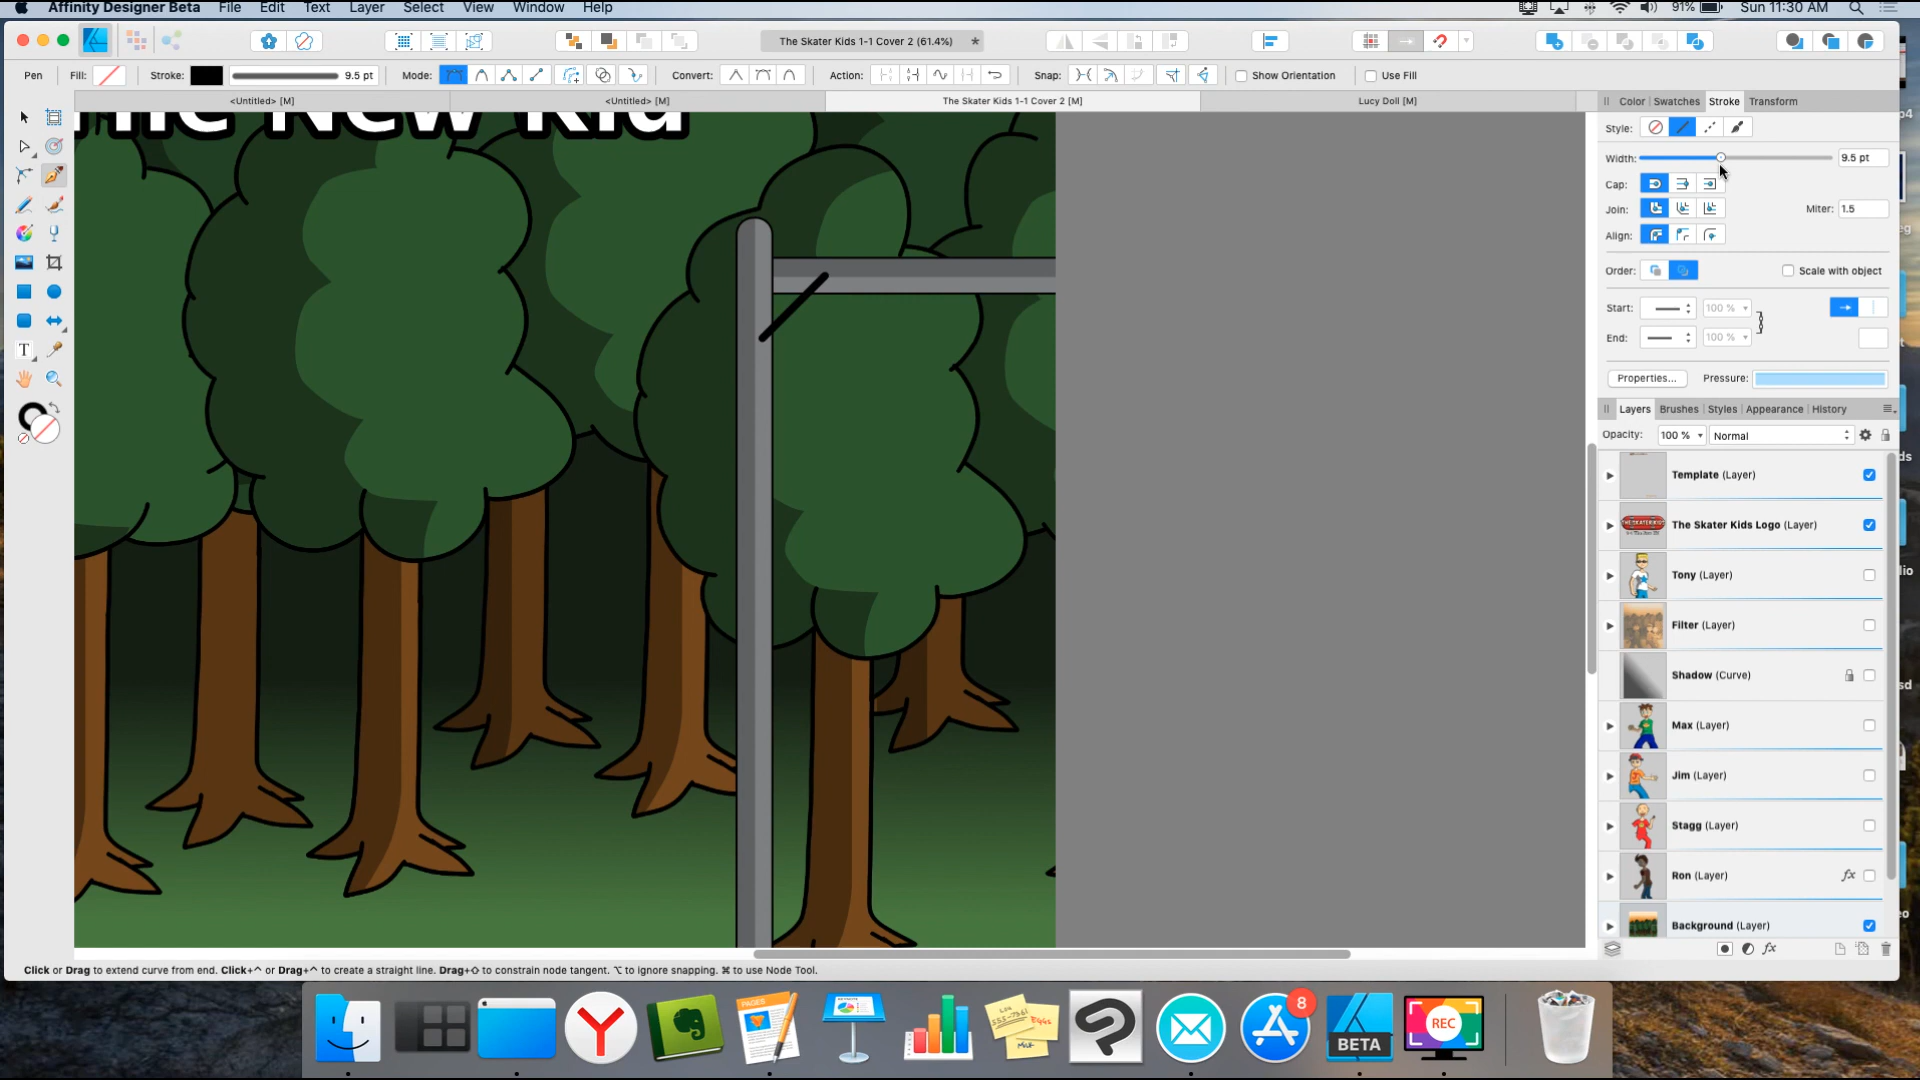 Affinity Designer Beta File Edit Text Layer Select View Window Help 91% Sun 11:30 AM
The Skater Kids 1-1 Cover 2 (61.4%)
Pen Fill: Stroke: 9.5 pt Mode: Convert: Action: Snap: Show Orientation Use Fill
<Untitled> [M] <Untitled> [M] The Skater Kids 1-1 Cover 2 [M] Lucy Doll [M]
Color Swatches Stroke Transform
The New Kid
Style:
Width: 9.5 pt
Cap:
Join: Miter: 1.5
Align:
Order: Scale with object
Start: 100 %
End: 100 %
Properties... Pressure:
Layers Brushes Styles Appearance History
Opacity: 100 % Normal
Template (Layer)
The Skater Kids Logo (Layer)
Tony (Layer)
Filter (Layer)
Shadow (Curve)
Max (Layer)
Jim (Layer)
Stagg (Layer)
Ron (Layer) fx
Background (Layer)
fx
Click or Drag to extend curve from end. Click+^ or Drag+^ to create a straight line. Drag+⇧ to constrain node tangent. ⌥ to ignore snapping. ⌘ to use Node Tool.
PAGES
8
BETA
REC